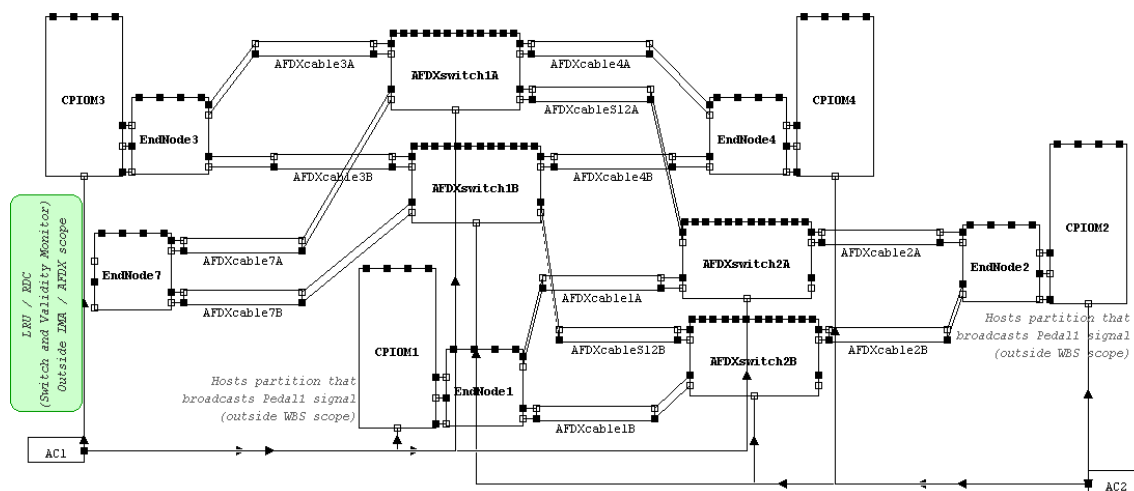 CPIOM3
EndNode3
AFDXcable3A
AFDXswitch1A
AFDXcable4A
AFDXcableS12A
EndNode4
CPIOM4
AFDXcable3B
AFDXswitch1B
AFDXcable4B
CPIOM2
LRU / RDC
(Switch and Validity Monitor)
Outside IMA / AFDX scope
EndNode7
AFDXcable7A
AFDXcable7B
AFDXswitch2A
AFDXcable2A
EndNode2
AFDXcable1A
Hosts partition that
broadcasts Pedal1 signal
(outside WBS scope)
CPIOM1
AFDXcableS12B
AFDXswitch2B
AFDXcable2B
Hosts partition that
broadcasts Pedal1 signal
(outside WBS scope)
EndNode1
AFDXcable1B
AC1
AC2